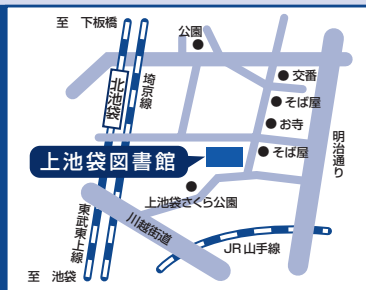 至 下板橋
公園
交番
北池袋
埼京線
そば屋
お寺
明治通り
上池袋図書館
そば屋
上池袋さくら公園
東武東上線
川越街道
JR山手線
至 池袋